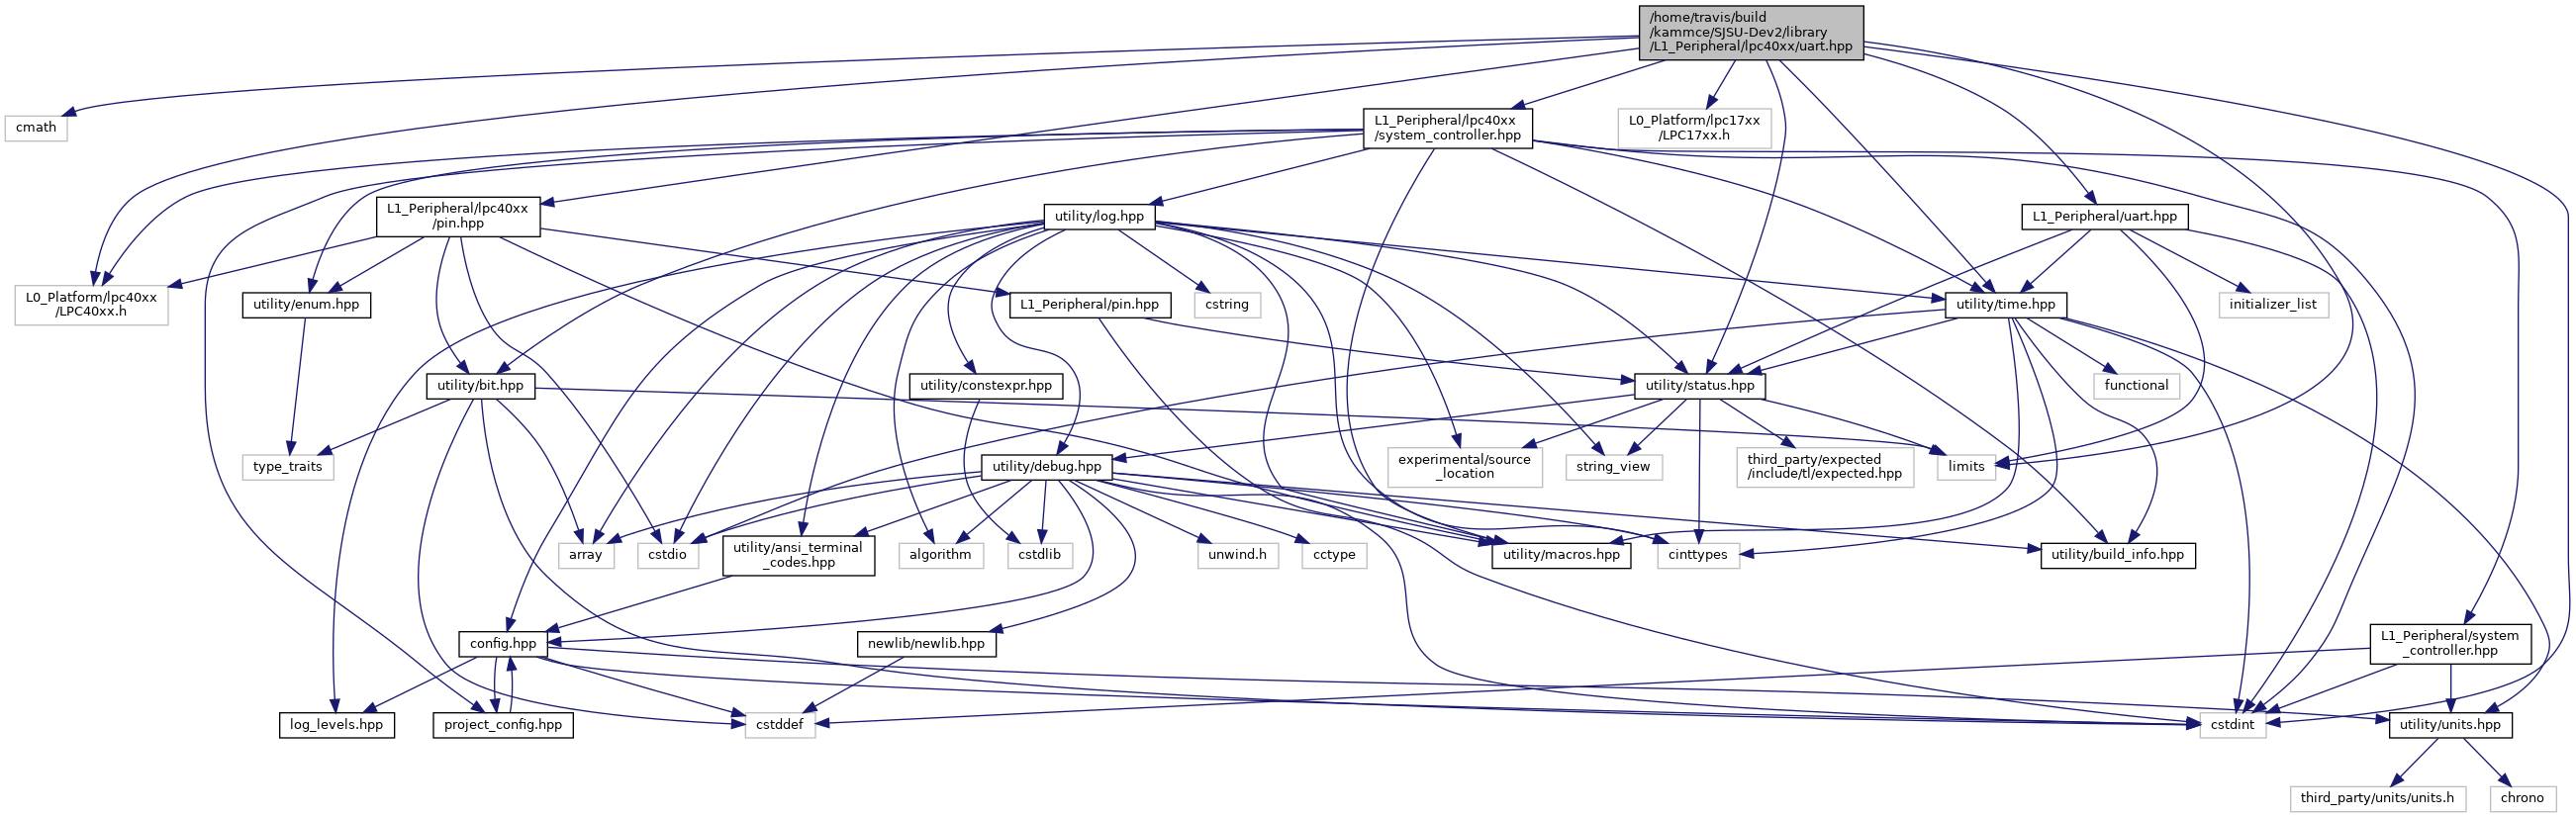 /home/travis/build
/kammce/SJSU-Dev2/library
/L1_Peripheral/lpc40xx/uart.hpp
cmath
L1_Peripheral/lpc40xx
/system_controller.hpp
L0_Platform/lpc17xx
/LPC17xx.h
L1_Peripheral/lpc40xx
/pin.hpp
utility/log.hpp
L1_Peripheral/uart.hpp
L0_Platform/lpc40xx
/LPC40xx.h
utility/enum.hpp
L1_Peripheral/pin.hpp
cstring
utility/time.hpp
initializer_list
utility/bit.hpp
utility/constexpr.hpp
utility/status.hpp
functional
type_traits
utility/debug.hpp
experimental/source
_location
string_view
third_party/expected
/include/tl/expected.hpp
limits
array
cstdio
utility/ansi_terminal
_codes.hpp
algorithm
cstdlib
unwind.h
cctype
utility/macros.hpp
cinttypes
utility/build_info.hpp
config.hpp
newlib/newlib.hpp
L1_Peripheral/system
_controller.hpp
log_levels.hpp
project_config.hpp
cstddef
cstdint
utility/units.hpp
third_party/units/units.h
chrono